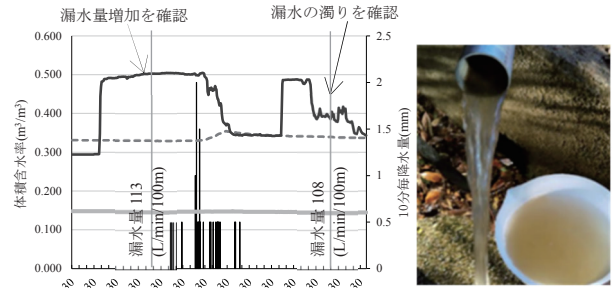 漏水量増加を確認
漏水の濁りを確認
0.600
0.500
0.400
0.300
0.200
0.100
0.000
体積含水率(m³/m³)
漏水量 113
(L/min/100m)
漏水量 108
(L/min/100m)
2.5
2
1.5
1
0.5
0
10分毎降水量(mm)